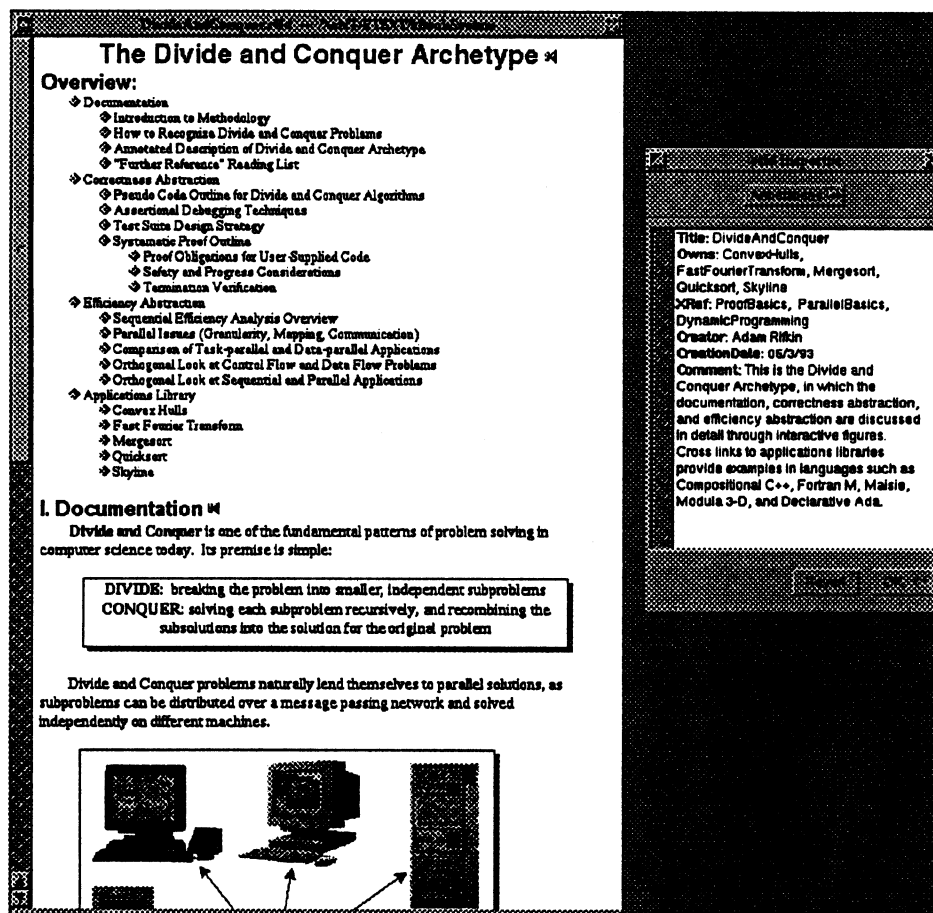 The Divide and Conquer Archetype
Overview:
Documentation
Introduction to Methodology
How to Recognize Divide and Conquer Problems
Annotated Description of Divide and Conquer Archetype
"Further Reference" Reading List
Correctness Abstraction
Pseudo Code Outline for Divide and Conquer Algorithms
Assertional Debugging Techniques
Test Suite Design Strategy
Systematic Proof Outline
Proof Obligations for User-Supplied Code
Safety and Progress Considerations
Termination Verification
Efficiency Abstraction
Sequential Efficiency Analysis Overview
Parallel Issues (Granularity, Mapping, Communication)
Comparison of Task-parallel and Data-parallel Applications
Orthogonal Look at Control Flow and Data Flow Problems
Orthogonal Look at Sequential and Parallel Applications
Applications Library
Convex Hulls
Fast Fourier Transform
Mergesort
Quicksort
Skyline
I. Documentation
Divide and Conquer is one of the fundamental patterns of problem solving in
computer science today. Its premise is simple:
DIVIDE: breaking the problem into smaller, independent subproblems
CONQUER: solving each subproblem recursively, and recombining the
subsolutions into the solution for the original problem
Divide and Conquer problems naturally lend themselves to parallel solutions, as
subproblems can be distributed over a message passing network and solved
independently on different machines.
Title: DivideAndConquer
Owns: ConvexHulls,
FastFourierTransform, Mergesort,
Quicksort, Skyline
XRef: ProofBasics, ParallelBasics,
DynamicProgramming
Creator: Adam Rifkin
CreationDate: 06/3/93
Comment: This is the Divide and
Conquer Archetype, in which the
documentation, correctness abstraction,
and efficiency abstraction are discussed
in detail through interactive figures.
Cross links to applications libraries
provide examples in languages such as
Compositional C++, Fortran M, Maisie,
Modula 3-D, and Declarative Ada.